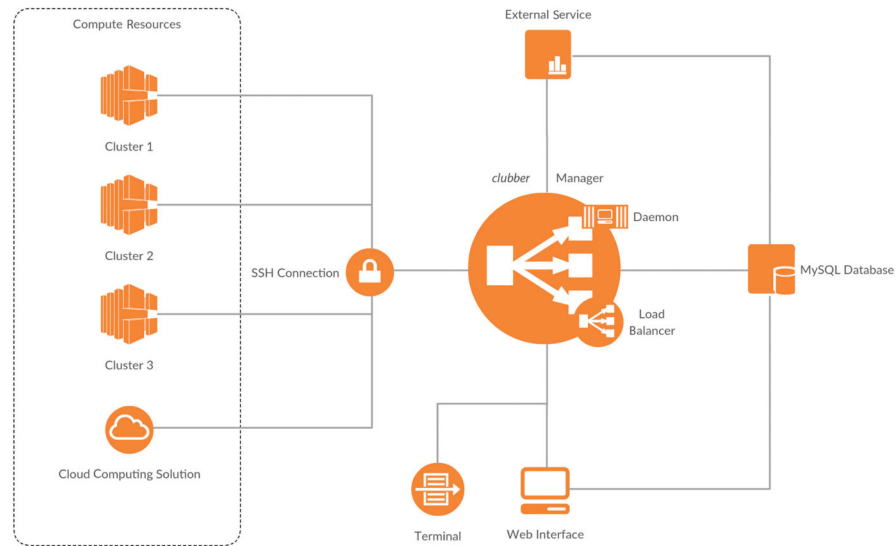 Compute Resources
External Service
Cluster 1
clubber Manager
Daemon
Cluster 2
SSH Connection
MySQL Database
Load
Balancer
Cluster 3
Cloud Computing Solution
Terminal
Web Interface